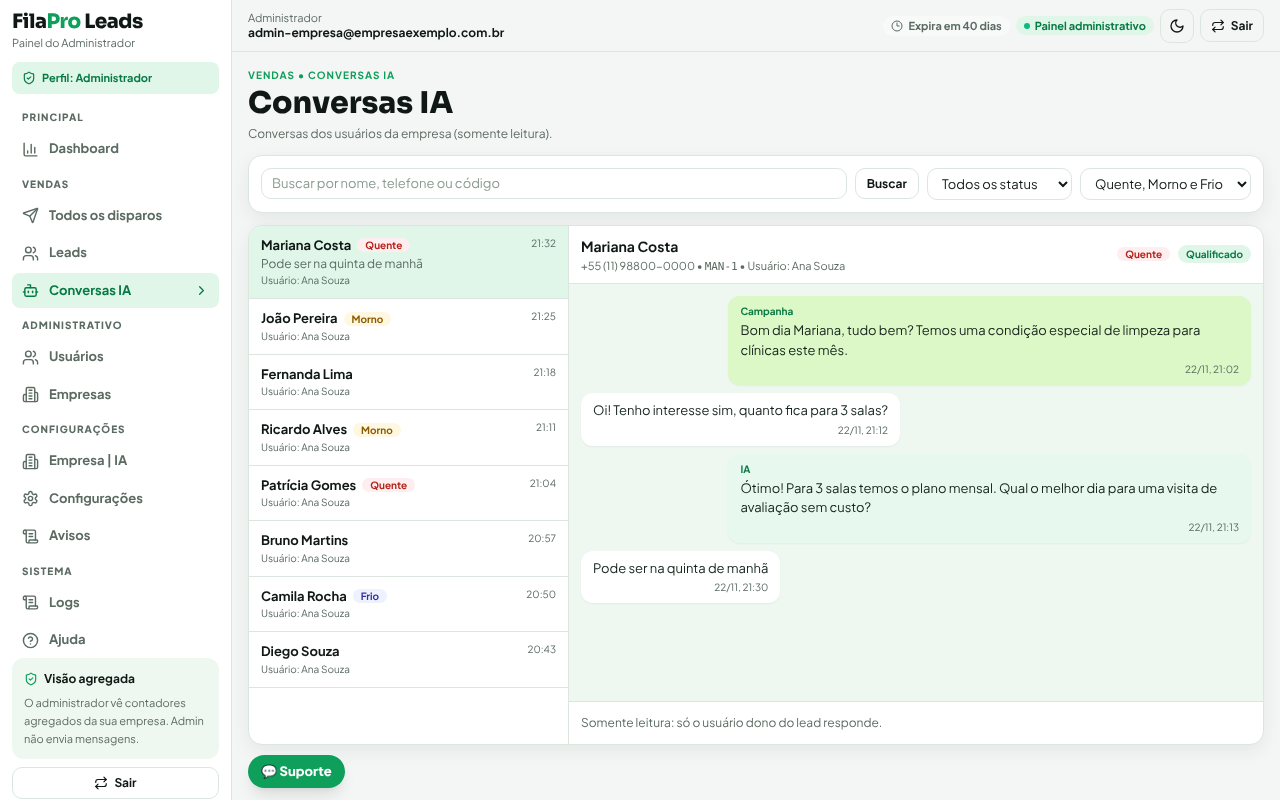 FilaPro Leads
Painel do Administrador
Perfil: Administrador
PRINCIPAL
Dashboard
VENDAS
Todos os disparos
Leads
Conversas IA
ADMINISTRATIVO
Usuários
Empresas
CONFIGURAÇÕES
Empresa | IA
Configurações
Avisos
SISTEMA
Logs
Ajuda
Visão agregada
O administrador vê contadores
agregados da sua empresa. Admin
não envia mensagens.
Sair
Administrador
admin-empresa@empresaexemplo.com.br
Expira em 40 dias
Painel administrativo
Sair
VENDAS • CONVERSAS IA
Conversas IA
Conversas dos usuários da empresa (somente leitura).
Buscar por nome, telefone ou código
Buscar
Todos os status
Quente, Morno e Frio
Mariana Costa Quente 21:32
Pode ser na quinta de manhã
Usuário: Ana Souza
João Pereira Morno 21:25
Usuário: Ana Souza
Fernanda Lima 21:18
Usuário: Ana Souza
Ricardo Alves Morno 21:11
Usuário: Ana Souza
Patrícia Gomes Quente 21:04
Usuário: Ana Souza
Bruno Martins 20:57
Usuário: Ana Souza
Camila Rocha Frio 20:50
Usuário: Ana Souza
Diego Souza 20:43
Usuário: Ana Souza
Mariana Costa
+55 (11) 98800-0000 • MAN-1 • Usuário: Ana Souza
Quente Qualificado
Campanha
Bom dia Mariana, tudo bem? Temos uma condição especial de limpeza para
clínicas este mês.
22/11, 21:02
Oi! Tenho interesse sim, quanto fica para 3 salas?
22/11, 21:12
IA
Ótimo! Para 3 salas temos o plano mensal. Qual o melhor dia para uma visita de
avaliação sem custo?
22/11, 21:13
Pode ser na quinta de manhã
22/11, 21:30
Somente leitura: só o usuário dono do lead responde.
💬 Suporte